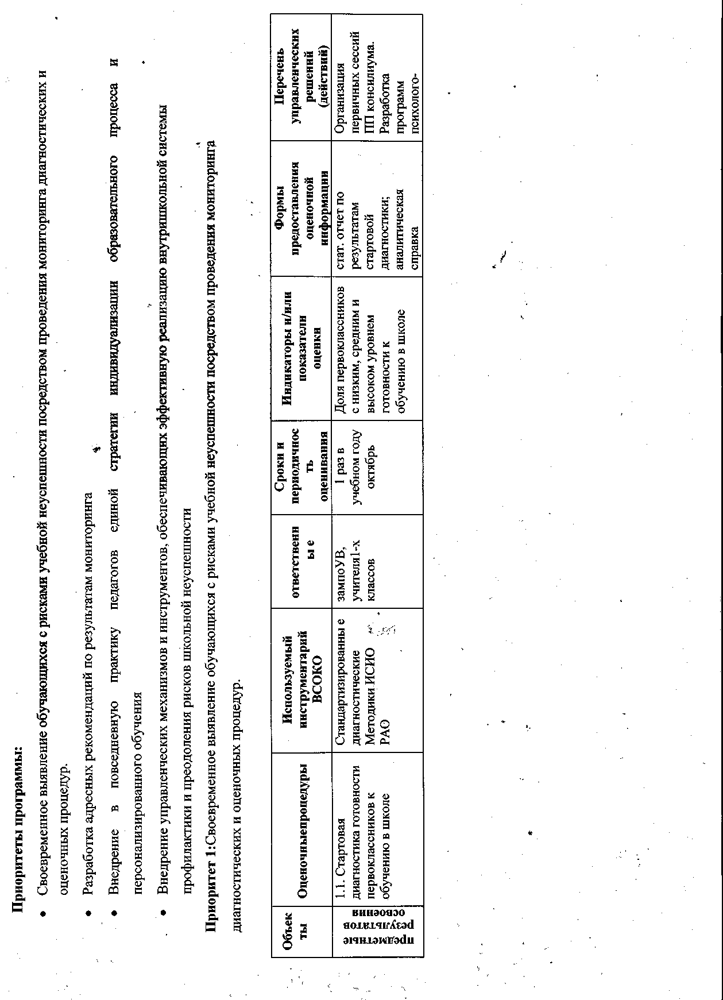 Приоритеты программы:
● Своевременное выявление обучающихся с рисками учебной неуспешности посредством проведения мониторинга диагностических и
оценочных процедур.
● Разработка адресных рекомендаций по результатам мониторинга
● Внедрение в повседневную практику педагогов единой стратегии индивидуализации образовательного процесса и
персонализированного обучения
● Внедрение управленческих механизмов и инструментов, обеспечивающих эффективную реализацию внутришкольной системы
профилактики и преодоления рисков школьной неуспешности
Приоритет 1:Своевременное выявление обучающихся с рисками учебной неуспешности посредством проведения мониторинга
диагностических и оценочных процедур.
Объек
ты
Оценочныепроцедуры
Используемый
инструментарий
ВСОКО
ответственн
ы е
Сроки и
периодичнос
ть
оценивания
Индикаторы и/или
показатели
оценки
Формы
предоставления
оценочной
информации
Перечень
управленческих
решений
(действий)
предметные
результатов
освоения
1.1. Стартовая
диагностика готовности
первоклассников к
обучению в школе
Стандартизированны е
диагностические
Методики ИСИО
РАО
зампоУВ,
учителя1-х
классов
1 раз в
учебном году
октябрь
Доля первоклассников
с низким, средним и
высоком уровнем
готовности к
обучению в школе
стат. отчет по
результатам
стартовой
диагностики;
аналитическая
справка
Организация
первичных сессий
ПП консилиума.
Разработка
программ
психолого-